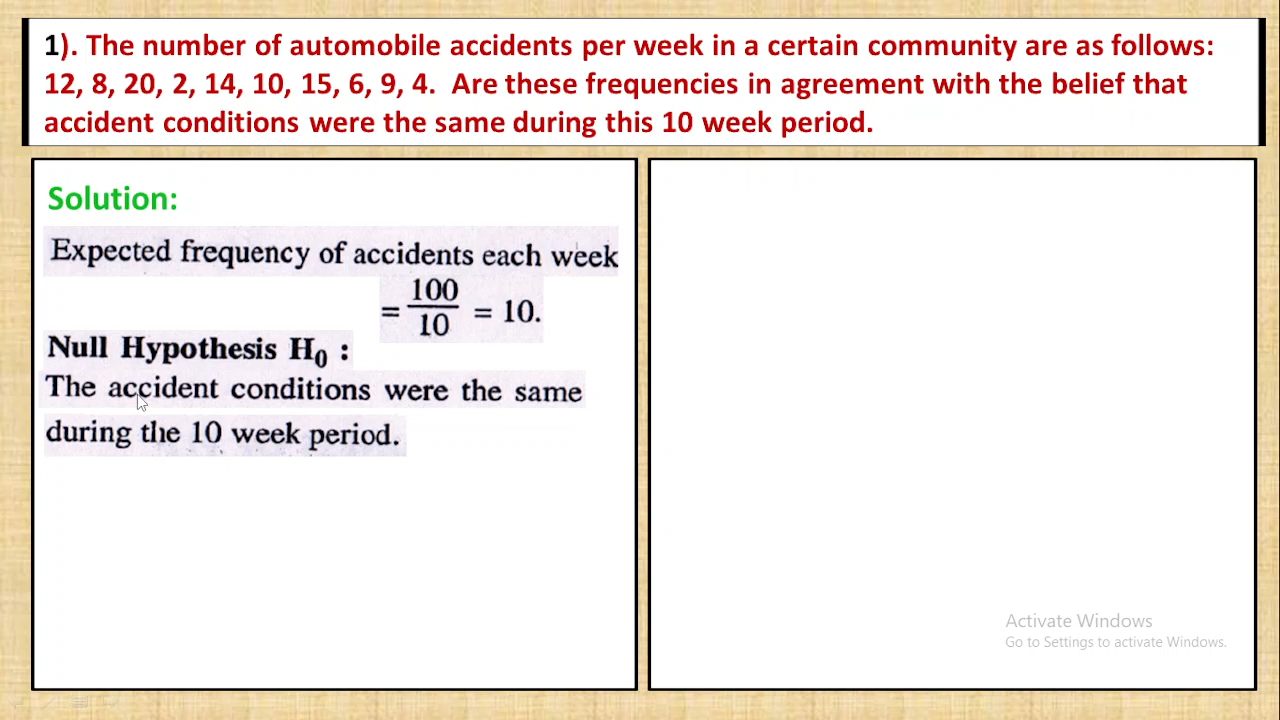 1). The number of automobile accidents per week in a certain community are as follows:
12, 8, 20, 2, 14, 10, 15, 6, 9, 4. Are these frequencies in agreement with the belief that
accident conditions were the same during this 10 week period.
Solution:
Expected frequency of accidents each week
= 100/10 = 10.
Null Hypothesis H₀ :
The accident conditions were the same
during the 10 week period.
Activate Windows
Go to Settings to activate Windows.